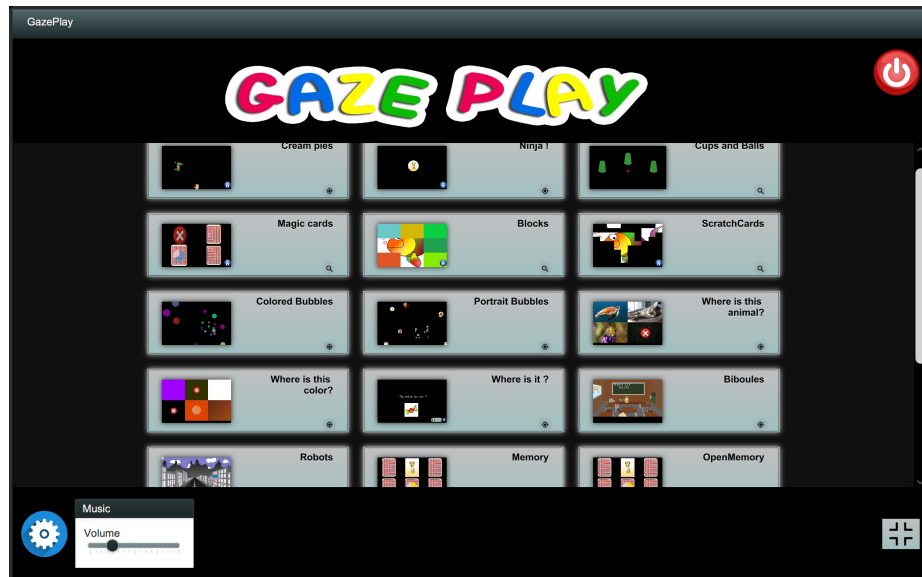 GazePlay
GAZE PLAY
Cream pies
Ninja !
Cups and Balls
Magic cards
Blocks
ScratchCards
Colored Bubbles
Portrait Bubbles
Where is this
animal?
Where is this
color?
Where is it ?
Biboules
Robots
Memory
OpenMemory
Music
Volume